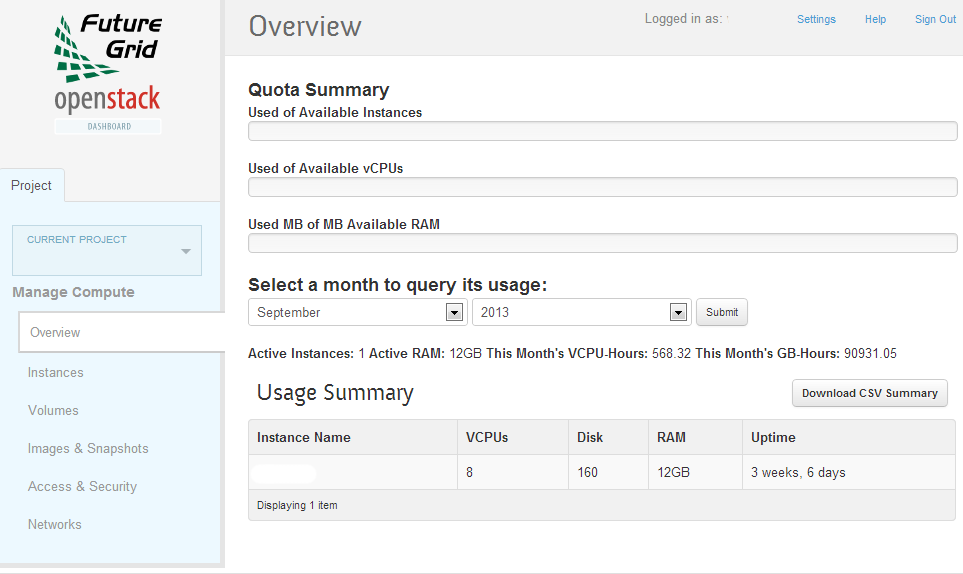 Future
Grid
openstack
DASHBOARD
Project
CURRENT PROJECT
Manage Compute
Overview
Instances
Volumes
Images & Snapshots
Access & Security
Networks
Overview
Logged in as:
Settings
Help
Sign Out
Quota Summary
Used of Available Instances
Used of Available vCPUs
Used MB of MB Available RAM
Select a month to query its usage:
September
2013
Submit
Active Instances: 1 Active RAM: 12GB This Month's VCPU-Hours: 568.32 This Month's GB-Hours: 90931.05
Usage Summary
Download CSV Summary
Instance Name VCPUs Disk RAM Uptime
8 160 12GB 3 weeks, 6 days
Displaying 1 item